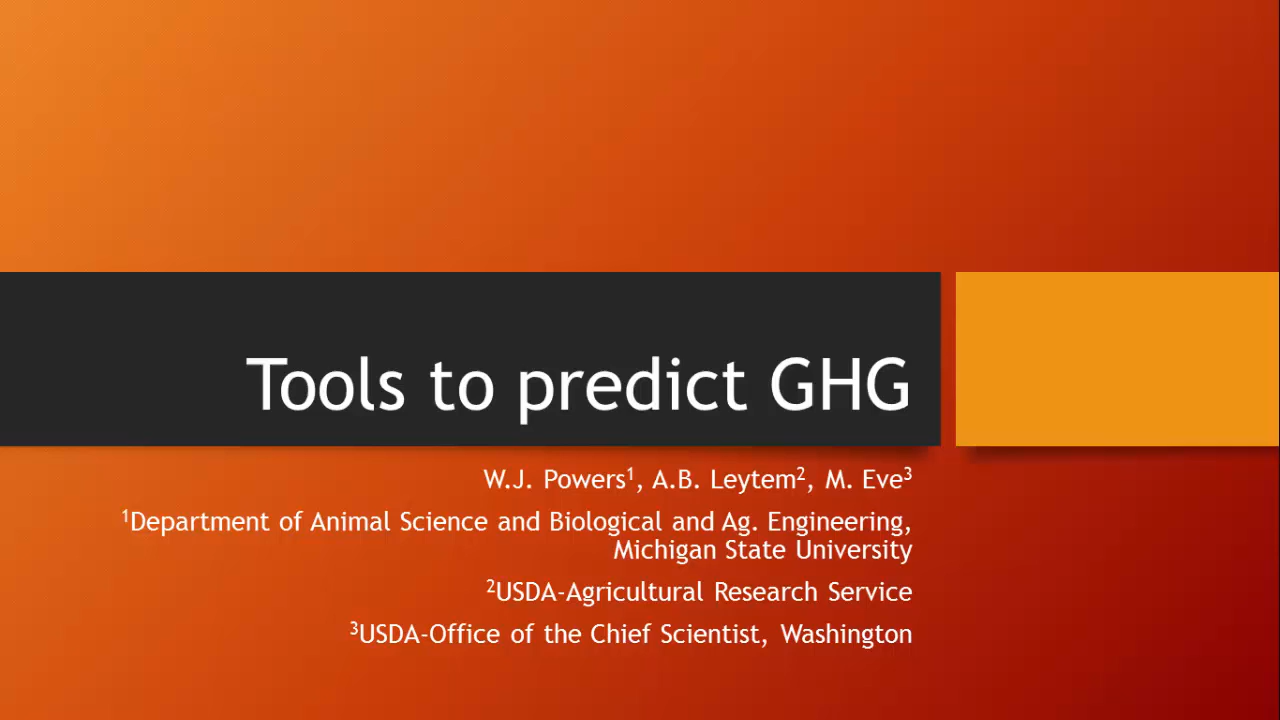 Tools to predict GHG
W.J. Powers¹, A.B. Leytem², M. Eve³
¹Department of Animal Science and Biological and Ag. Engineering,
Michigan State University
²USDA-Agricultural Research Service
³USDA-Office of the Chief Scientist, Washington